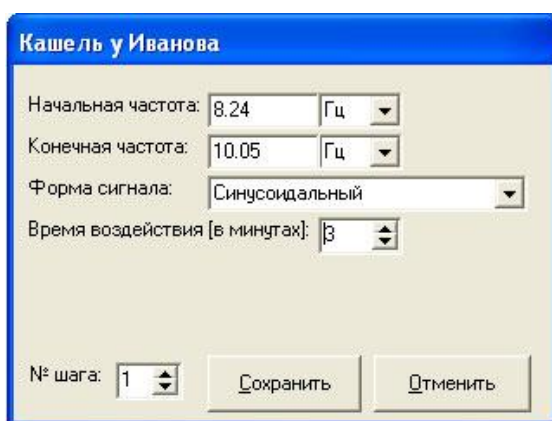 Кашель у Иванова
Начальная частота: 8.24 Гц
Конечная частота: 10.05 Гц
Форма сигнала: Синусоидальный
Время воздействия [в минутах]: 3
№ шага: 1 Сохранить Отменить